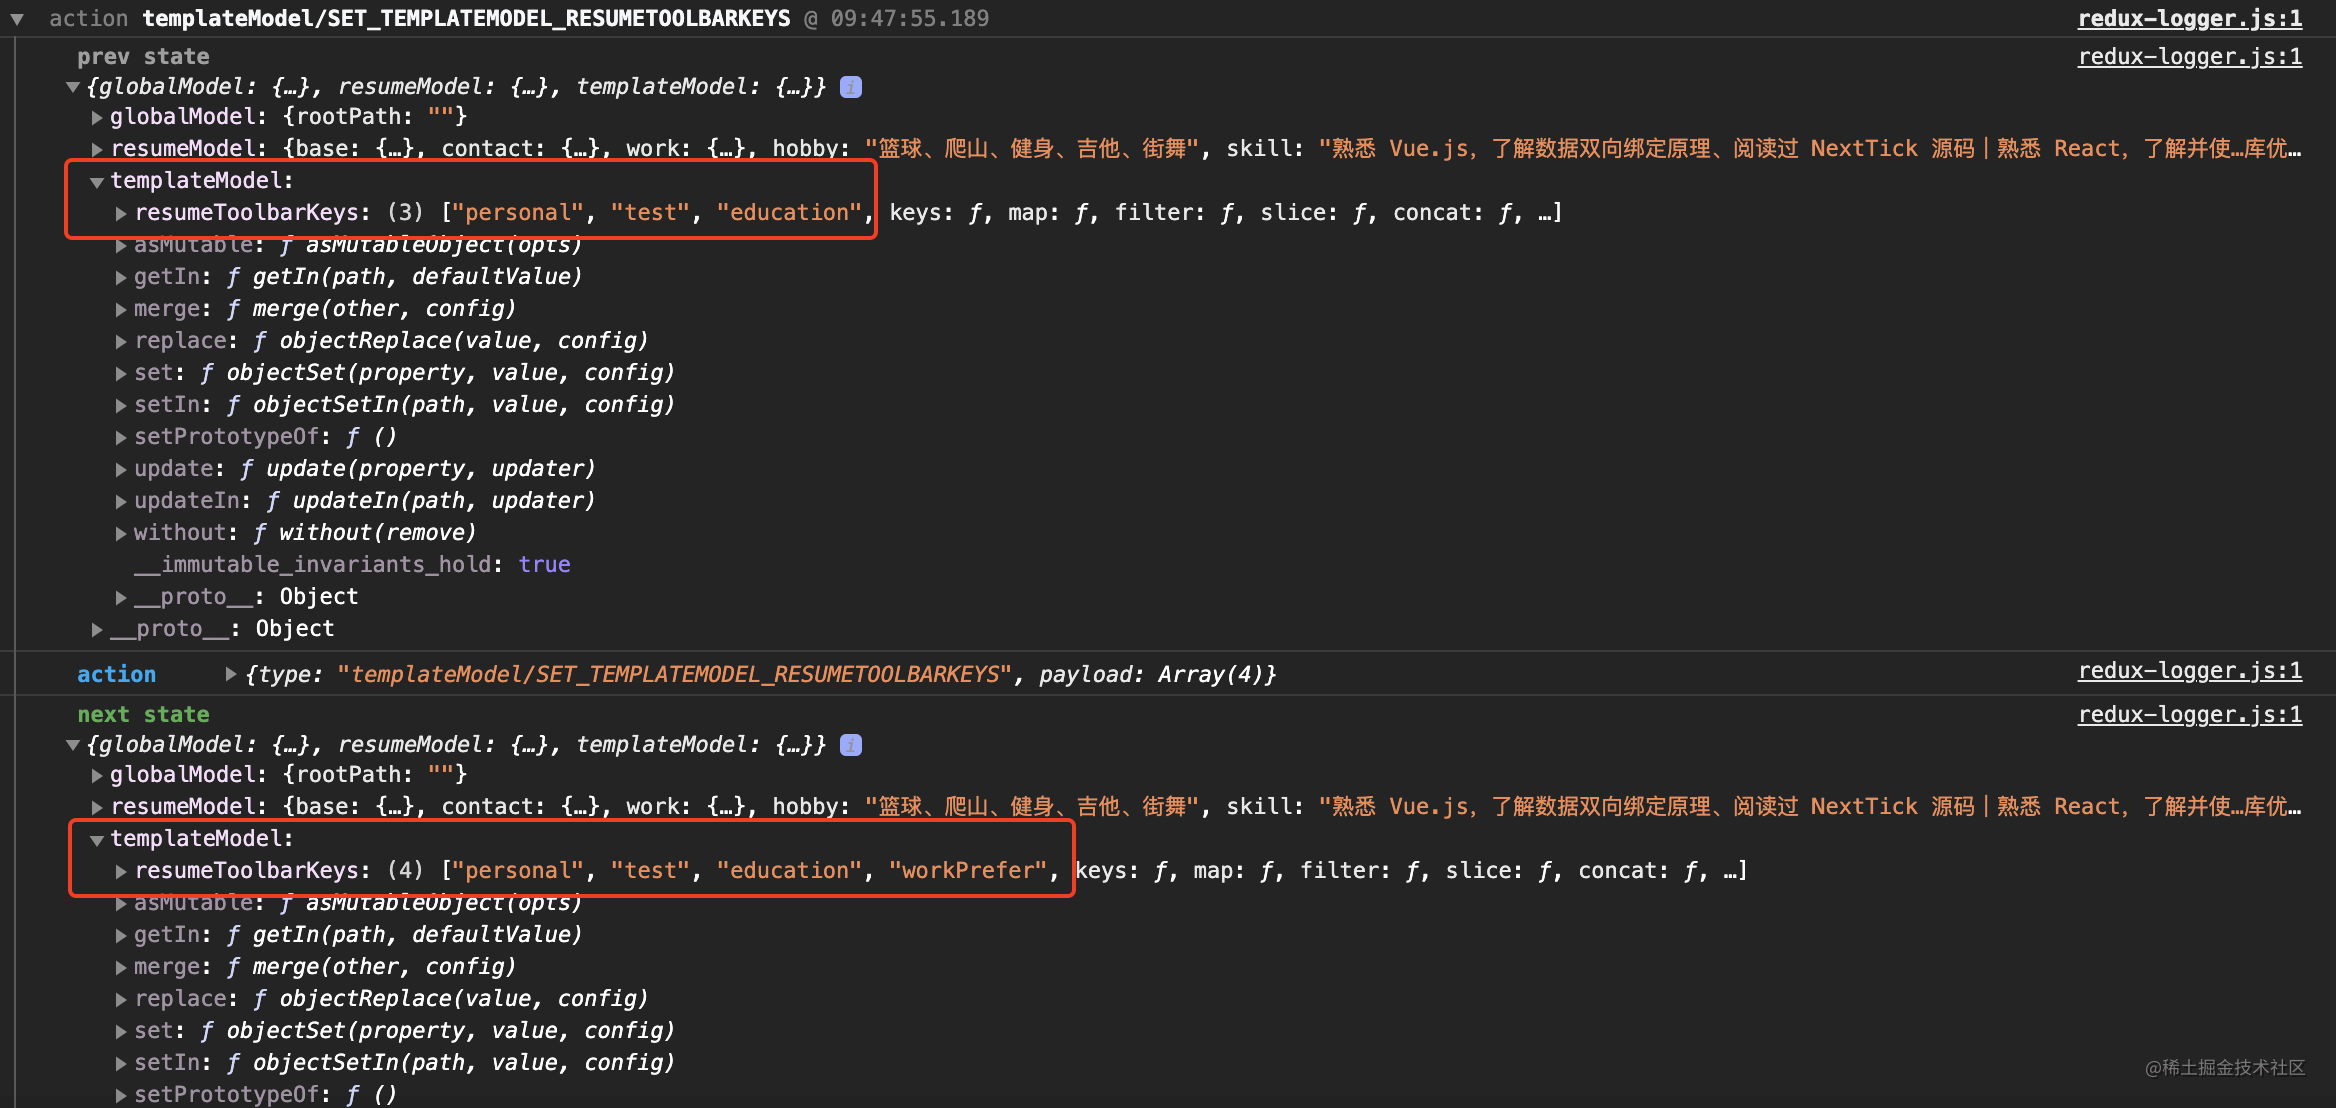 ▼ action templateModel/SET_TEMPLATEMODEL_RESUMETOOLBARKEYS @ 09:47:55.189 redux-logger.js:1
prev state redux-logger.js:1
▼{globalModel: {…}, resumeModel: {…}, templateModel: {…}} i
▶globalModel: {rootPath: ""}
▶resumeModel: {base: {…}, contact: {…}, work: {…}, hobby: "篮球、爬山、健身、吉他、街舞", skill: "熟悉 Vue.js，了解数据双向绑定原理、阅读过 NextTick 源码｜熟悉 React，了解并使…库优…
▼templateModel:
▶resumeToolbarKeys: (3) ["personal", "test", "education", keys: ƒ, map: ƒ, filter: ƒ, slice: ƒ, concat: ƒ, …]
▶asMutable: ƒ asMutableObject(opts)
▶getIn: ƒ getIn(path, defaultValue)
▶merge: ƒ merge(other, config)
▶replace: ƒ objectReplace(value, config)
▶set: ƒ objectSet(property, value, config)
▶setIn: ƒ objectSetIn(path, value, config)
▶setPrototypeOf: ƒ ()
▶update: ƒ update(property, updater)
▶updateIn: ƒ updateIn(path, updater)
▶without: ƒ without(remove)
__immutable_invariants_hold: true
▶__proto__: Object
▶__proto__: Object
action ▶{type: "templateModel/SET_TEMPLATEMODEL_RESUMETOOLBARKEYS", payload: Array(4)} redux-logger.js:1
next state redux-logger.js:1
▼{globalModel: {…}, resumeModel: {…}, templateModel: {…}} i
▶globalModel: {rootPath: ""}
▶resumeModel: {base: {…}, contact: {…}, work: {…}, hobby: "篮球、爬山、健身、吉他、街舞", skill: "熟悉 Vue.js，了解数据双向绑定原理、阅读过 NextTick 源码｜熟悉 React，了解并使…库优…
▼templateModel:
▶resumeToolbarKeys: (4) ["personal", "test", "education", "workPrefer", keys: ƒ, map: ƒ, filter: ƒ, slice: ƒ, concat: ƒ, …]
▶asMutable: ƒ asMutableObject(opts)
▶getIn: ƒ getIn(path, defaultValue)
▶merge: ƒ merge(other, config)
▶replace: ƒ objectReplace(value, config)
▶set: ƒ objectSet(property, value, config)
▶setIn: ƒ objectSetIn(path, value, config)
▶setPrototypeOf: ƒ ()
@稀土掘金技术社区